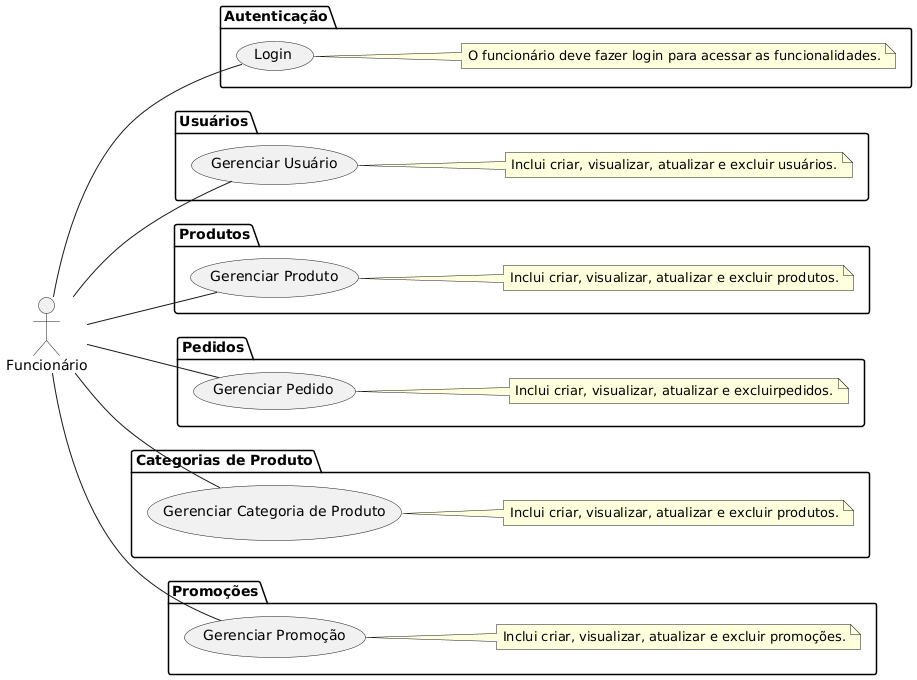 Autenticação
Login
O funcionário deve fazer login para acessar as funcionalidades.
Usuários
Gerenciar Usuário
Inclui criar, visualizar, atualizar e excluir usuários.
Produtos
Gerenciar Produto
Inclui criar, visualizar, atualizar e excluir produtos.
Funcionário
Pedidos
Gerenciar Pedido
Inclui criar, visualizar, atualizar e excluirpedidos.
Categorias de Produto
Gerenciar Categoria de Produto
Inclui criar, visualizar, atualizar e excluir produtos.
Promoções
Gerenciar Promoção
Inclui criar, visualizar, atualizar e excluir promoções.